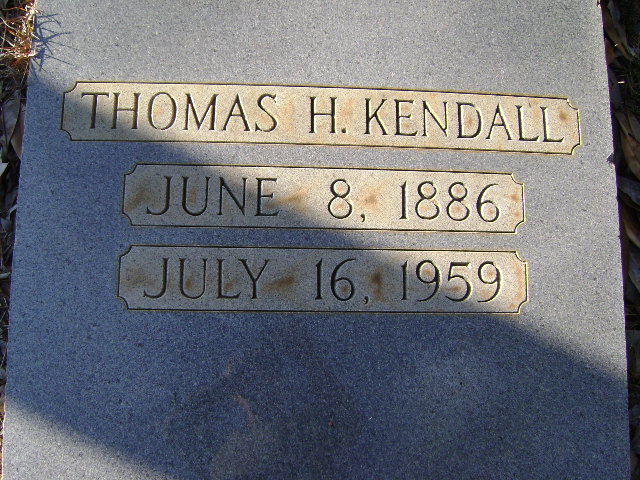 THOMAS H. KENDALL
JUNE 8, 1886
JULY 16, 1959